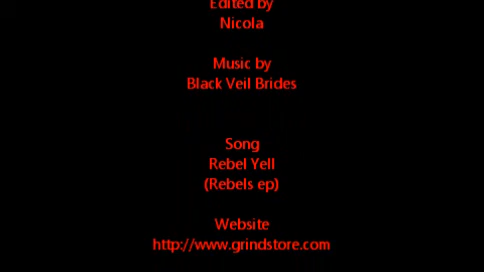 Edited by
Nicola
Music by
Black Veil Brides
Song
Rebel Yell
(Rebels ep)
Website
http://www.grindstore.com